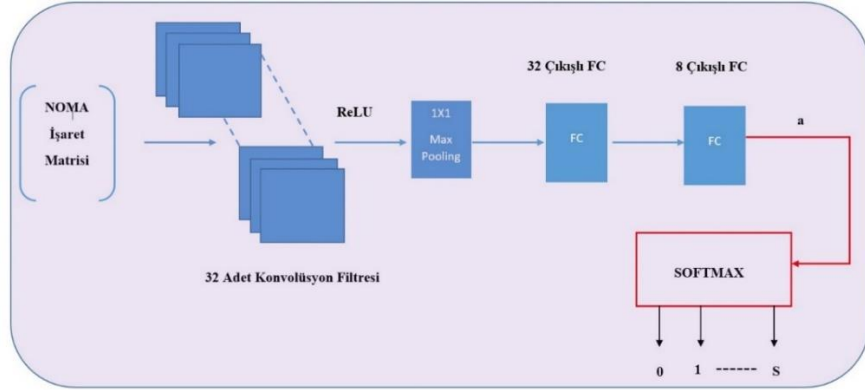 NOMA
İşaret
Matrisi
32 Adet Konvolüsyon Filtresi
ReLU
1X1
Max
Pooling
32 Çıkışlı FC
FC
8 Çıkışlı FC
FC
a
SOFTMAX
0 1 ------ S